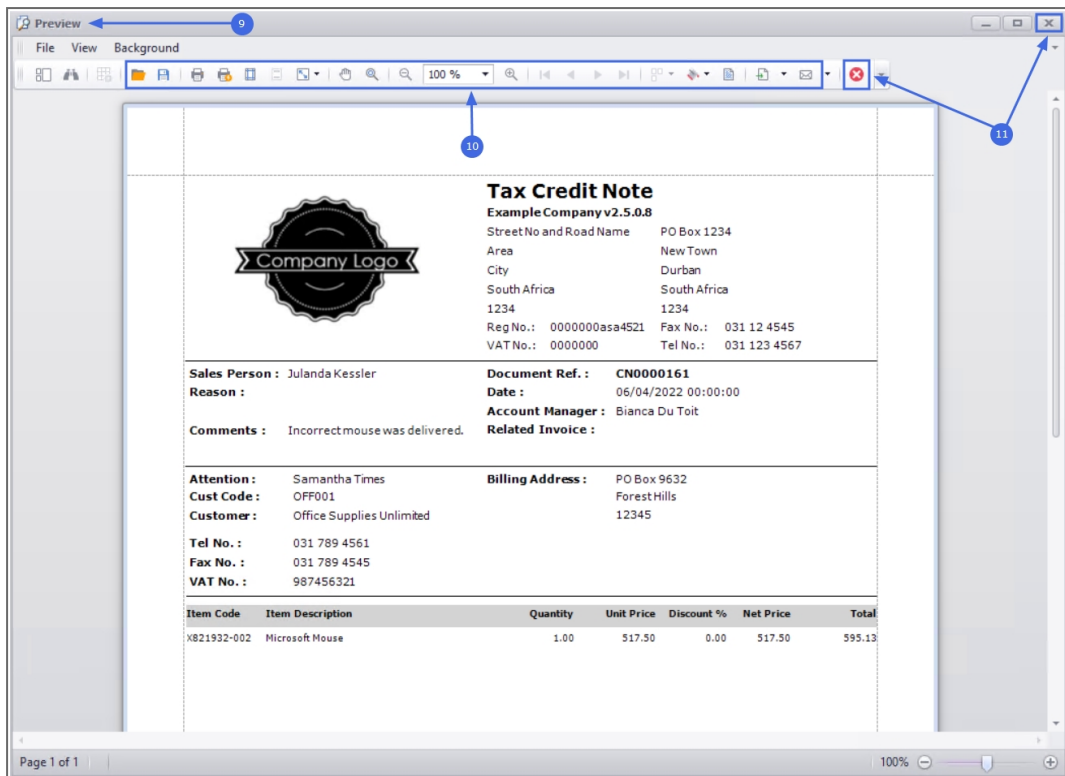 Preview 9
File View Background
100 %
11
10
Tax Credit Note
Example Company v2.5.0.8
Company Logo
Street No and Road Name PO Box 1234
Area New Town
City Durban
South Africa South Africa
1234 1234
Reg No.: 0000000asa4521 Fax No.: 031 12 4545
VAT No.: 0000000 Tel No.: 031 123 4567
Sales Person : Julanda Kessler Document Ref. : CN0000161
Reason : Date : 06/04/2022 00:00:00
Account Manager : Bianca Du Toit
Comments : Incorrect mouse was delivered. Related Invoice :
Attention : Samantha Times Billing Address : PO Box 9632
Cust Code : OFF001 Forest Hills
Customer : Office Supplies Unlimited 12345
Tel No. : 031 789 4561
Fax No. : 031 789 4545
VAT No. : 987456321
Item Code Item Description Quantity Unit Price Discount % Net Price Total
X821932-002 Microsoft Mouse 1.00 517.50 0.00 517.50 595.13
Page 1 of 1 100%